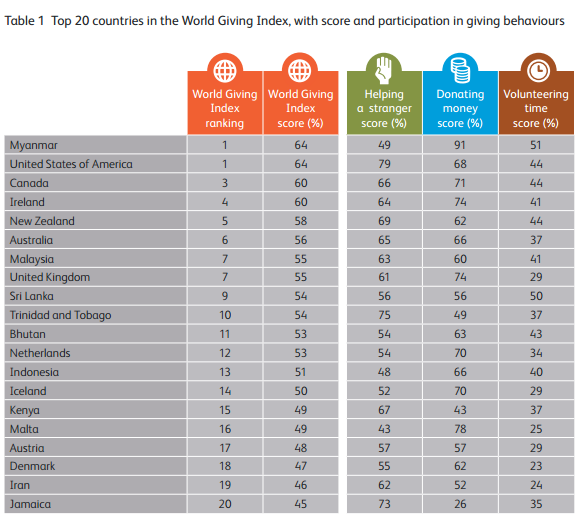 Table 1 Top 20 countries in the World Giving Index, with score and participation in giving behaviours
World Giving Index ranking World Giving Index score (%) Helping a stranger score (%) Donating money score (%) Volunteering time score (%)
Myanmar 1 64 49 91 51
United States of America 1 64 79 68 44
Canada 3 60 66 71 44
Ireland 4 60 64 74 41
New Zealand 5 58 69 62 44
Australia 6 56 65 66 37
Malaysia 7 55 63 60 41
United Kingdom 7 55 61 74 29
Sri Lanka 9 54 56 56 50
Trinidad and Tobago 10 54 75 49 37
Bhutan 11 53 54 63 43
Netherlands 12 53 54 70 34
Indonesia 13 51 48 66 40
Iceland 14 50 52 70 29
Kenya 15 49 67 43 37
Malta 16 49 43 78 25
Austria 17 48 57 57 29
Denmark 18 47 55 62 23
Iran 19 46 62 52 24
Jamaica 20 45 73 26 35